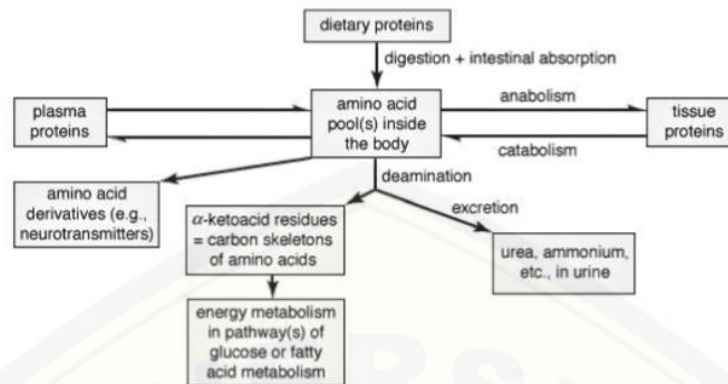 dietary proteins
digestion + intestinal absorption
plasma
proteins
amino acid
pool(s) inside
the body
anabolism
catabolism
tissue
proteins
deamination
amino acid
derivatives (e.g.,
neurotransmitters)
α-ketoacid residues
= carbon skeletons
of amino acids
excretion
urea, ammonium,
etc., in urine
energy metabolism
in pathway(s) of
glucose or fatty
acid metabolism